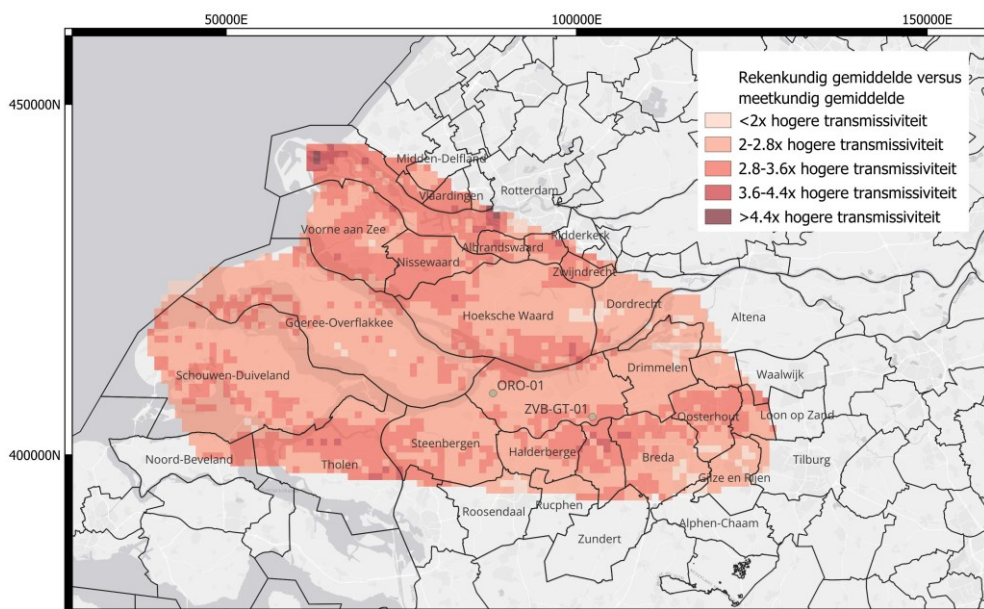 50000E
100000E
150000E
450000N
400000N
Rekenkundig gemiddelde versus
meetkundig gemiddelde
<2x hogere transmissiviteit
2-2.8x hogere transmissiviteit
2.8-3.6x hogere transmissiviteit
3.6-4.4x hogere transmissiviteit
>4.4x hogere transmissiviteit
Midden-Delfland
Vlaardingen
Rotterdam
Voorne aan Zee
Albrandswaard
Ridderkerk
Nissewaard
Zwijndrecht
Dordrecht
Hoeksche Waard
Altena
Goeree-Overflakkee
Drimmelen
Waalwijk
Schouwen-Duiveland
ORO-01
ZVB-GT-01
Oosterhout
Loon op Zand
Steenbergen
Halderberge
Breda
Tilburg
Noord-Beveland
Tholen
Gilze en Rijen
Rucphen
Roosendaal
Alphen-Chaam
Zundert